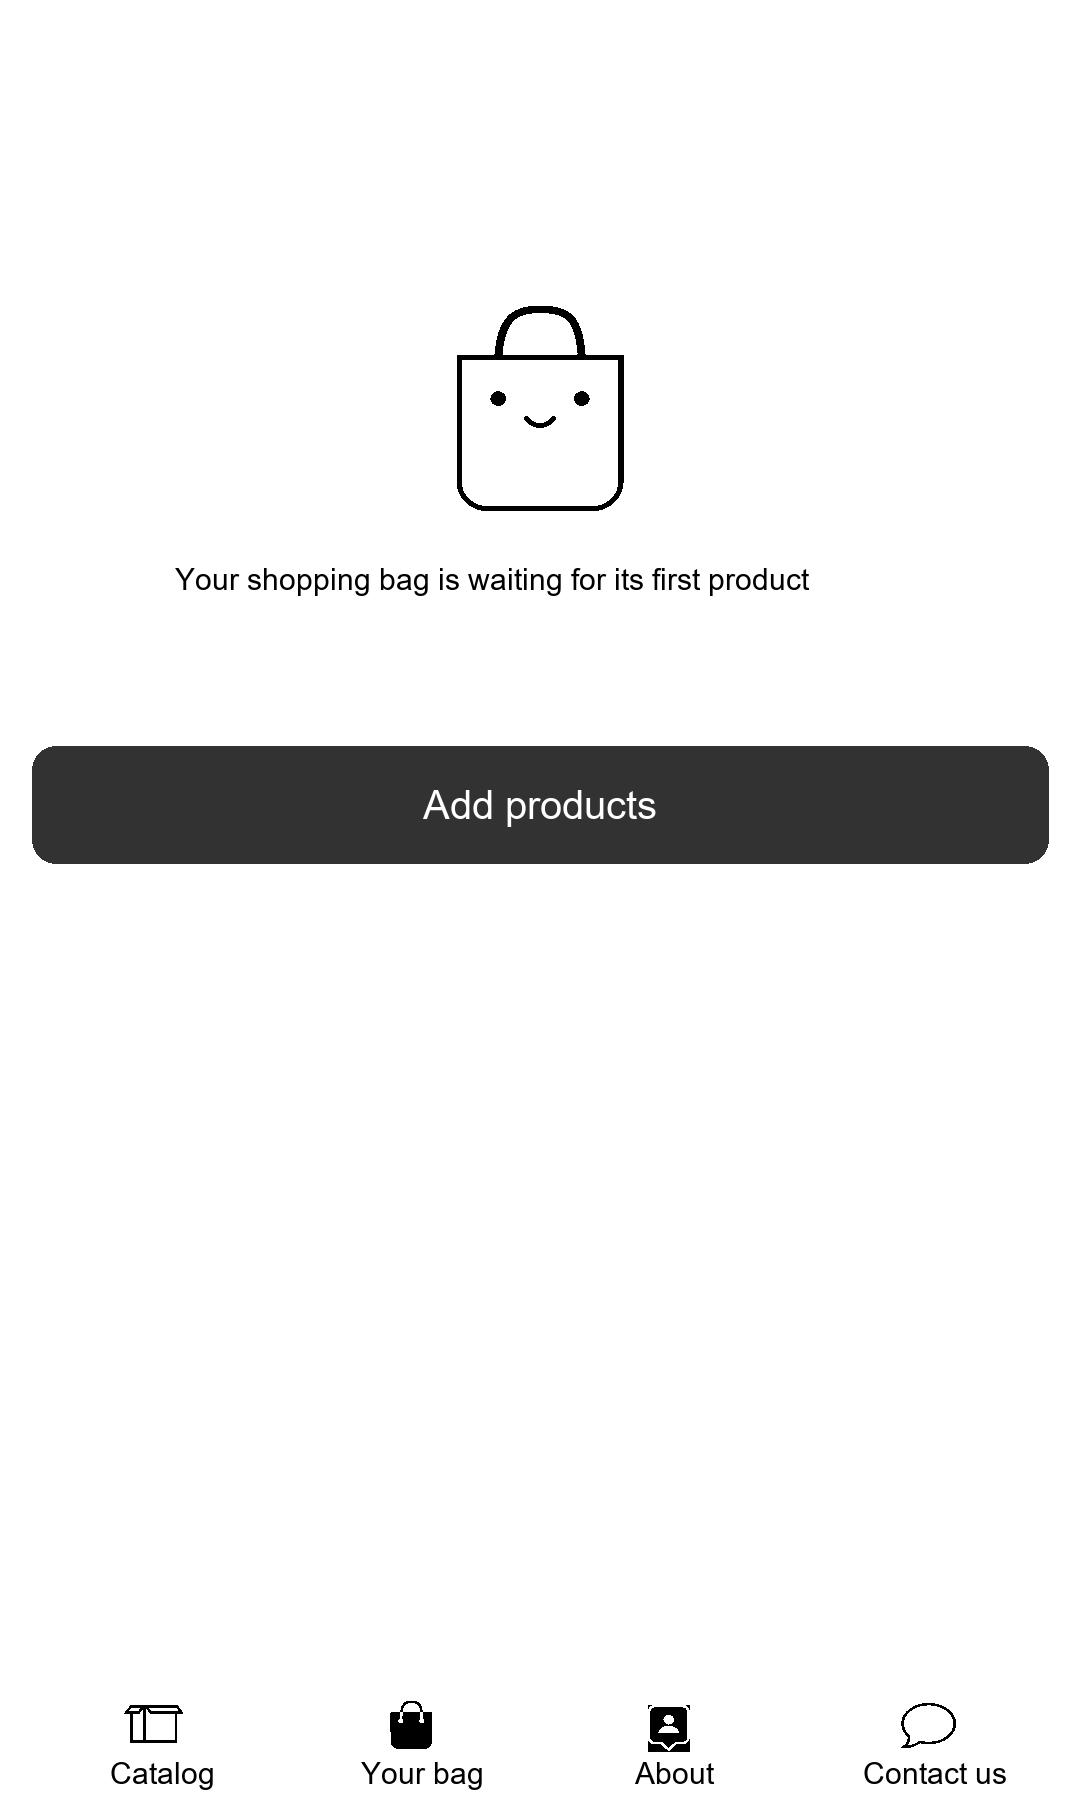 Your shopping bag is waiting for its first product
Add products
Catalog
Your bag
About
Contact us